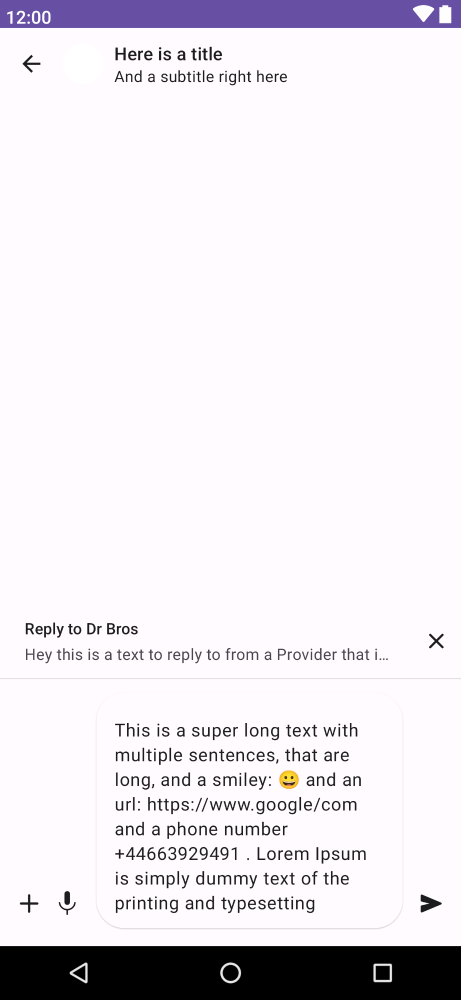 12:00
Here is a title
And a subtitle right here
Reply to Dr Bros
Hey this is a text to reply to from a Provider that i...
This is a super long text with
multiple sentences, that are
long, and a smiley: 😀 and an
url: https://www.google/com
and a phone number
+44663929491 . Lorem Ipsum
is simply dummy text of the
printing and typesetting